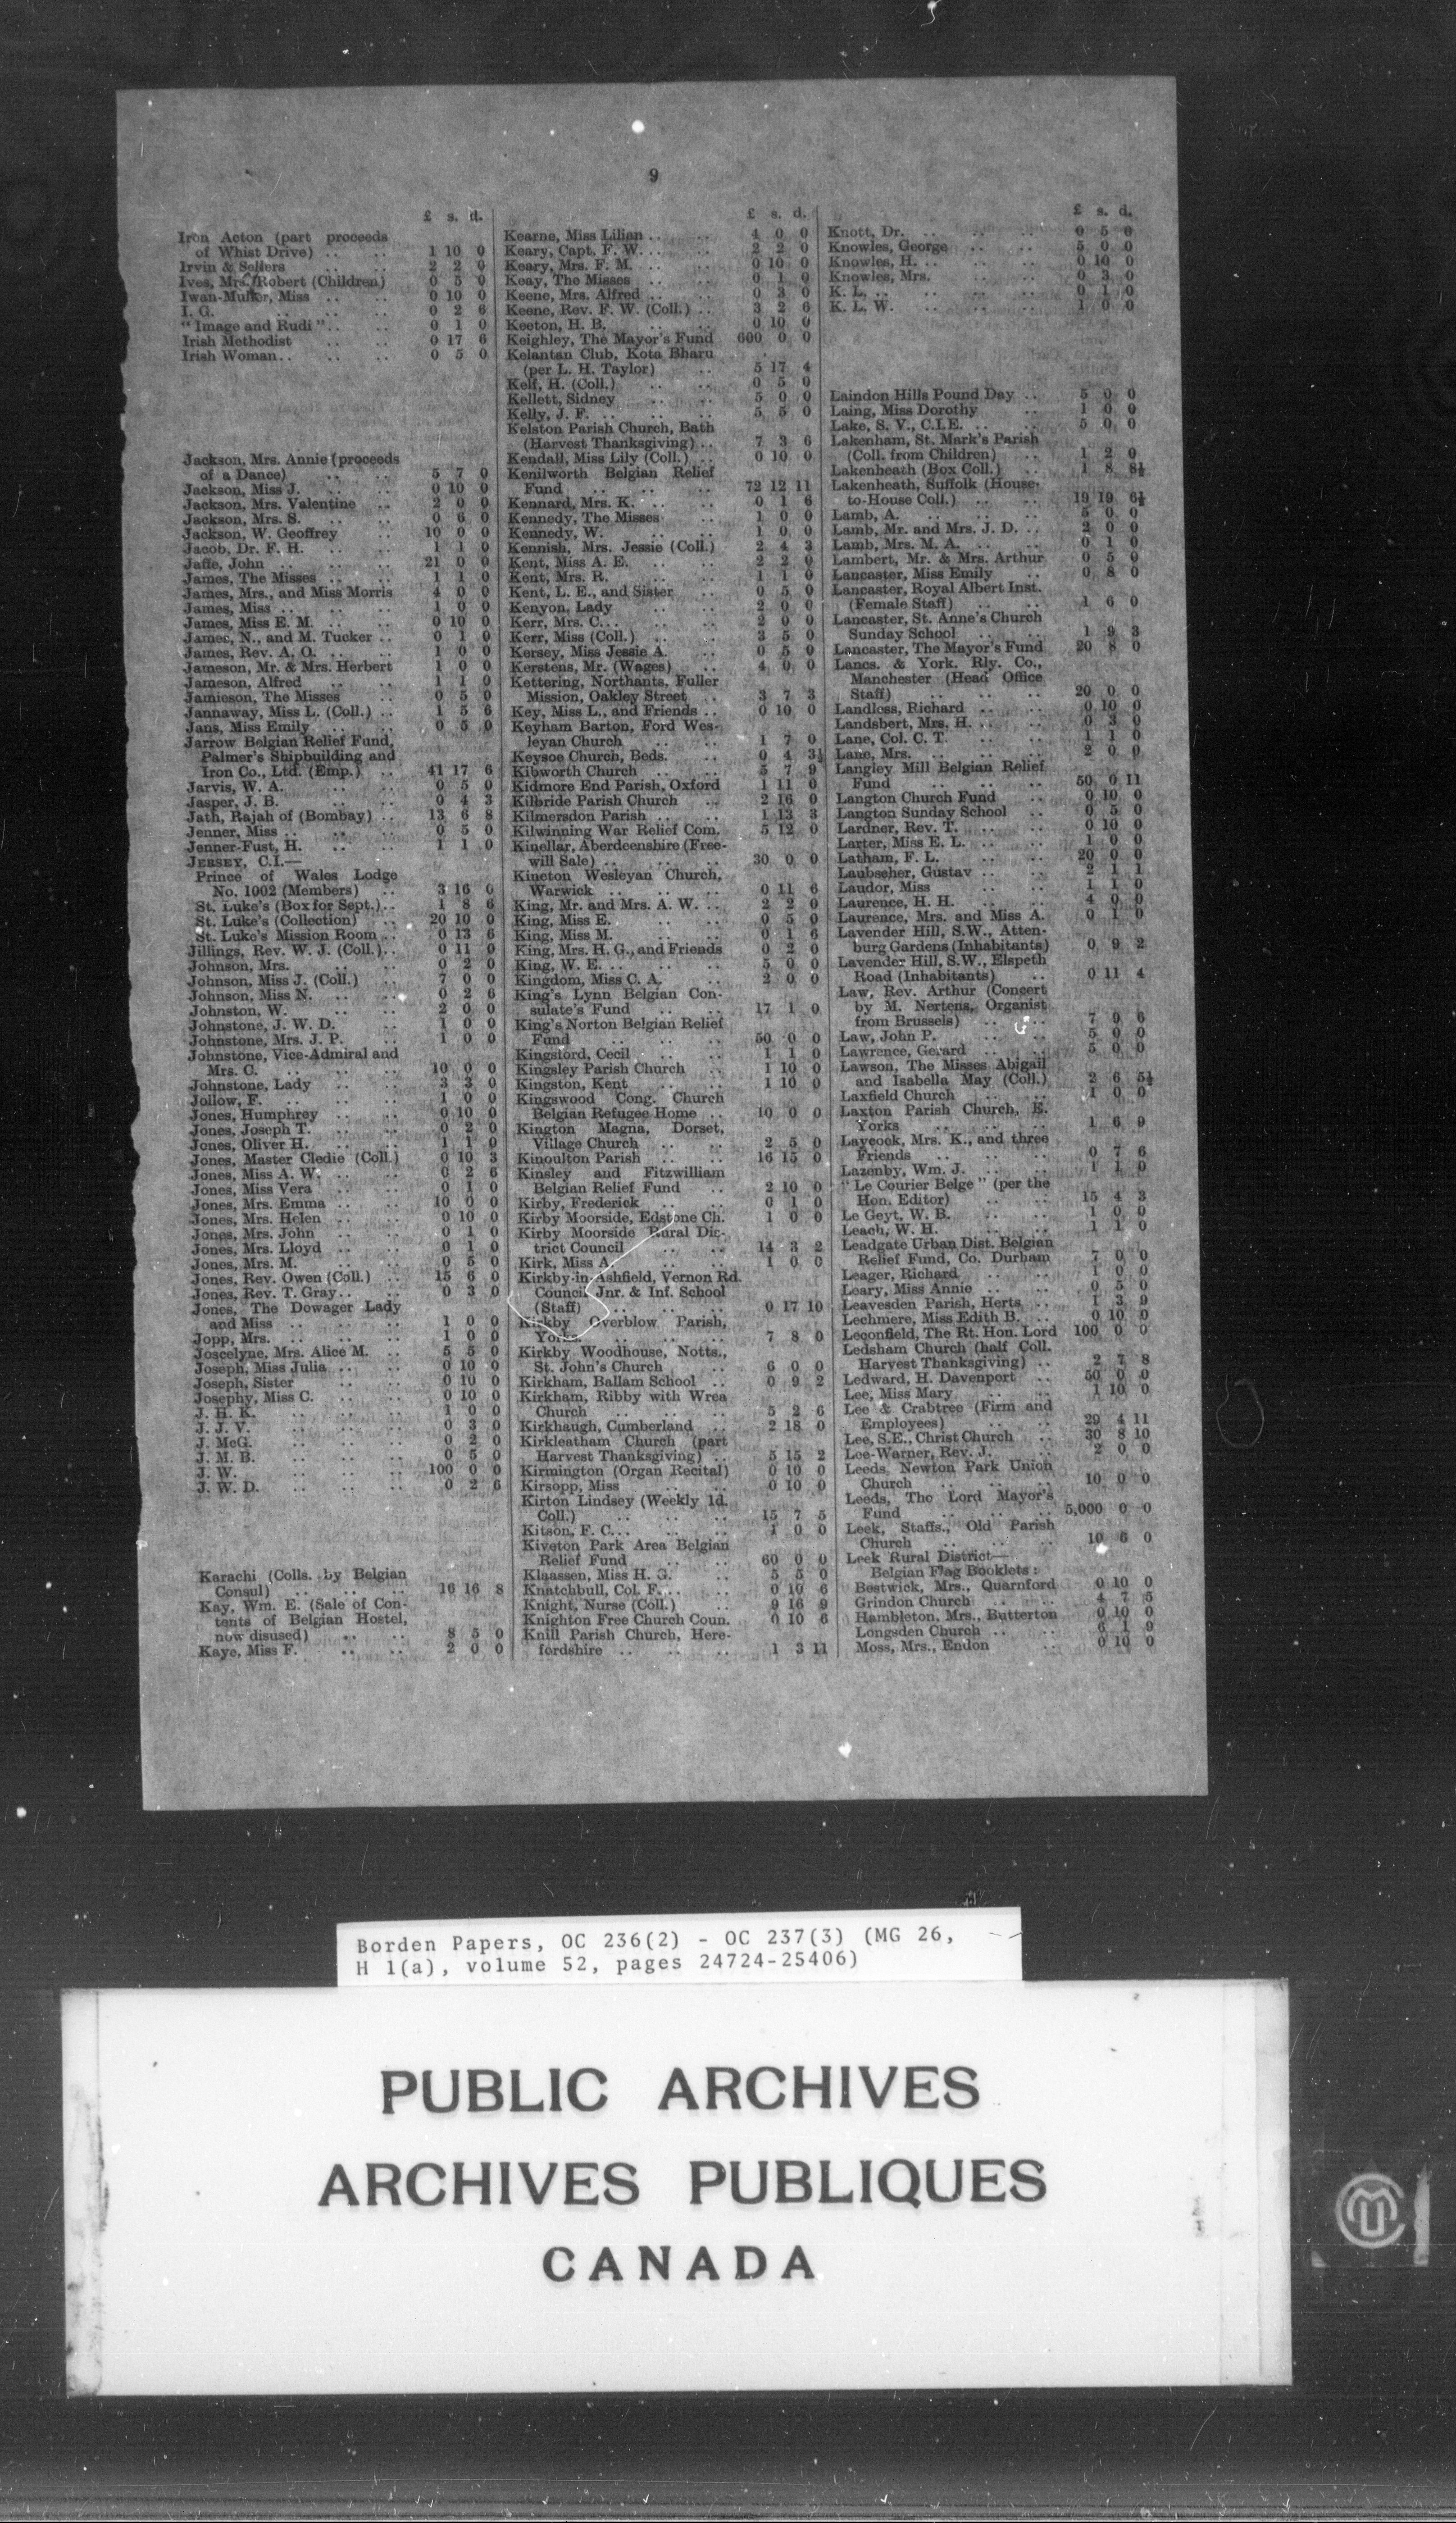 9
£ s. d.
Iron Acton (part proceeds
of Whist Drive) .. .. 1 10 0
Irvin & Sellers .. .. 2 2 0
Ives, Mrs. Robert (Children) 0 5 0
Iwan-Muller, Miss .. .. 0 10 0
I. G. .. .. .. 0 2 6
“ Image and Rudi ”.. .. 0 1 0
Irish Methodist .. .. 0 17 6
Irish Woman.. .. .. 0 5 0
Jackson, Mrs. Annie (proceeds
of a Dance) .. .. 5 7 0
Jackson, Miss J. .. .. 0 10 0
Jackson, Mrs. Valentine .. 2 0 0
Jackson, Mrs. S. .. .. 0 6 0
Jackson, W. Geoffrey .. 10 0 0
Jacob, Dr. F. H. .. .. 1 1 0
Jaffe, John .. .. .. 21 0 0
James, The Misses .. .. 1 1 0
James, Mrs., and Miss Morris 4 0 0
James, Miss .. .. .. 1 0 0
James, Miss E. M. .. .. 0 10 0
James, N., and M. Tucker .. 0 1 0
James, Rev. A. O. .. .. 1 0 0
Jameson, Mr. & Mrs. Herbert 1 0 0
Jameson, Alfred .. .. 1 1 0
Jamieson, The Misses .. 0 5 0
Jannaway, Miss L. (Coll.) .. 1 5 6
Jans, Miss Emily .. .. 0 5 0
Jarrow Belgian Relief Fund,
Palmer's Shipbuilding and
Iron Co., Ltd. (Emp.) .. 41 17 6
Jarvis, W. A. .. .. 0 5 0
Jasper, J. B. .. .. 0 4 3
Jath, Rajah of (Bombay) .. 13 6 8
Jenner, Miss .. .. .. 0 5 0
Jenner-Fust, H. .. .. 1 1 0
JERSEY, C.I.—
Prince of Wales Lodge
No. 1002 (Members) .. 3 16 0
St. Luke's (Box for Sept.).. 1 8 6
St. Luke's (Collection) .. 20 10 0
St. Luke's Mission Room .. 0 13 6
Jillings, Rev. W. J. (Coll.).. 0 11 0
Johnson, Mrs. .. .. 0 2 0
Johnson, Miss J. (Coll.) .. 7 0 0
Johnson, Miss N. .. .. 0 2 6
Johnston, W. .. .. 2 0 0
Johnstone, J. W. D. .. 1 0 0
Johnstone, Mrs. J. P. .. 1 0 0
Johnstone, Vice-Admiral and
Mrs. C. .. .. .. 10 0 0
Johnstone, Lady .. .. 3 3 0
Jollow, F. .. .. .. 1 0 0
Jones, Humphrey .. .. 0 10 0
Jones, Joseph T. .. .. 0 2 0
Jones, Oliver H. .. .. 1 1 0
Jones, Master Cledie (Coll.) 0 10 3
Jones, Miss A. W. .. .. 0 2 6
Jones, Miss Vera .. .. 0 1 0
Jones, Mrs. Emma .. .. 10 0 0
Jones, Mrs. Helen .. .. 0 10 0
Jones, Mrs. John .. .. 0 1 0
Jones, Mrs. Lloyd .. .. 0 1 0
Jones, Mrs. M. .. .. 0 5 0
Jones, Rev. Owen (Coll.) .. 15 6 0
Jones, Rev. T. Gray.. .. 0 3 0
Jones, The Dowager Lady
and Miss .. .. .. 1 0 0
Jopp, Mrs. .. .. .. 1 0 0
Joscelyne, Mrs. Alice M. .. 5 5 0
Joseph, Miss Julia .. .. 0 10 0
Joseph, Sister .. .. 0 10 0
Josephy, Miss C. .. .. 0 10 0
J. H. K. .. .. .. 1 0 0
J. J. V. .. .. .. 0 3 0
J. McG. .. .. .. 0 2 0
J. M. B. .. .. .. 0 5 0
J. W. .. .. .. 100 0 0
J. W. D. .. .. .. 0 2 6
Karachi (Colls. by Belgian
Consul) .. .. .. 16 16 8
Kay, Wm. E. (Sale of Con-
tents of Belgian Hostel,
now disused) .. .. 8 5 0
Kaye, Miss F. .. .. 2 0 0
£ s. d.
Kearne, Miss Lilian .. .. 4 0 0
Keary, Capt. F. W. .. .. 2 2 0
Keary, Mrs. F. M. .. .. 0 10 0
Keay, The Misses .. .. 0 1 0
Keene, Mrs. Alfred .. .. 0 3 0
Keene, Rev. F. W. (Coll.) .. 3 2 6
Keeton, H. B. .. .. 0 10 0
Keighley, The Mayor's Fund 600 0 0
Kelantan Club, Kota Bharu
(per L. H. Taylor) .. 5 17 4
Kelf, H. (Coll.) .. .. 0 5 0
Kellett, Sidney .. .. 5 0 0
Kelly, J. F. .. .. .. 5 5 0
Kelston Parish Church, Bath
(Harvest Thanksgiving) .. 7 3 6
Kendall, Miss Lily (Coll.) .. 0 10 0
Kenilworth Belgian Relief
Fund .. .. .. 72 12 11
Kennard, Mrs. K. .. .. 0 1 6
Kennedy, The Misses .. 1 0 0
Kennedy, W. .. .. 1 0 0
Kennish, Mrs. Jessie (Coll.) 2 4 3
Kent, Miss A. E. .. .. 2 2 0
Kent, Mrs. R. .. .. 1 1 0
Kent, L. E., and Sister .. 0 5 0
Kenyon, Lady .. .. 2 0 0
Kerr, Mrs. C. .. .. .. 2 0 0
Kerr, Miss (Coll.) .. .. 3 5 0
Kersey, Miss Jessie A. .. 0 5 0
Kerstens, Mr. (Wages) .. 4 0 0
Kettering, Northants, Fuller
Mission, Oakley Street .. 3 7 3
Key, Miss L., and Friends .. 0 10 0
Keyham Barton, Ford Wes-
leyan Church .. .. 1 7 0
Keysoe Church, Beds. .. 0 4 3½
Kibworth Church .. .. 5 7 9
Kidmore End Parish, Oxford 1 11 0
Kilbride Parish Church .. 2 16 0
Kilmersdon Parish .. .. 1 13 3
Kilwinning War Relief Com. 5 12 0
Kinellar, Aberdeenshire (Free-
will Sale) .. .. .. 30 0 0
Kineton Wesleyan Church,
Warwick .. .. .. 0 11 6
King, Mr. and Mrs. A. W. .. 2 2 0
King, Miss E. .. .. 0 5 0
King, Miss M. .. .. 0 1 6
King, Mrs. H. G., and Friends 0 2 0
King, W. E. .. .. .. 5 0 0
Kingdom, Miss C. A. .. 2 0 0
King's Lynn Belgian Con-
sulate's Fund .. .. 17 1 0
King's Norton Belgian Relief
Fund .. .. .. 50 0 0
Kingsford, Cecil .. .. 1 1 0
Kingsley Parish Church .. 1 10 0
Kingston, Kent .. .. 1 10 0
Kingswood Cong. Church
Belgian Refugee Home .. 10 0 0
Kington Magna, Dorset,
Village Church .. .. 2 5 0
Kinoulton Parish .. .. 16 15 0
Kinsley and Fitzwilliam
Belgian Relief Fund .. 2 10 0
Kirby, Frederick .. .. 0 1 0
Kirby Moorside, Edstone Ch. 1 0 0
Kirby Moorside Rural Dis-
trict Council .. .. 14 3 2
Kirk, Miss A. .. .. 1 0 0
Kirkby-in-Ashfield, Vernon Rd.
Council Jnr. & Inf. School
(Staff) .. .. .. 0 17 10
Kirkby Overblow Parish,
Yorks. .. .. .. 7 8 0
Kirkby Woodhouse, Notts.,
St. John's Church .. 6 0 0
Kirkham, Ballam School .. 0 9 2
Kirkham, Ribby with Wrea
Church .. .. .. 5 2 6
Kirkhaugh, Cumberland .. 2 18 0
Kirkleatham Church (part
Harvest Thanksgiving) .. 5 15 2
Kirmington (Organ Recital) 0 10 0
Kirsopp, Miss .. .. 0 10 0
Kirton Lindsey (Weekly 1d.
Coll.) .. .. .. 15 7 5
Kitson, F. C. .. .. .. 1 0 0
Kiveton Park Area Belgian
Relief Fund .. .. 60 0 0
Klaassen, Miss H. G. .. 5 5 0
Knatchbull, Col. F. .. .. 0 10 6
Knight, Nurse (Coll.) .. 9 16 9
Knighton Free Church Coun. 0 10 6
Knill Parish Church, Here-
fordshire .. .. .. 1 3 11
£ s. d.
Knott, Dr. .. .. .. 0 5 0
Knowles, George .. .. 5 0 0
Knowles, H. .. .. .. 0 10 0
Knowles, Mrs. .. .. 0 3 0
K. L. .. .. .. .. 0 1 0
K. L. W. .. .. .. 1 0 0
Laindon Hills Pound Day .. 5 0 0
Laing, Miss Dorothy .. 1 0 0
Lake, S. V., C.I.E. .. .. 5 0 0
Lakenham, St. Mark's Parish
(Coll. from Children) .. 1 2 0
Lakenheath (Box Coll.) .. 1 8 8½
Lakenheath, Suffolk (House-
to-House Coll.) .. .. 19 19 6½
Lamb, A. .. .. .. 5 0 0
Lamb, Mr. and Mrs. J. D. .. 2 0 0
Lamb, Mrs. M. A. .. .. 0 1 0
Lambert, Mr. & Mrs. Arthur 0 5 0
Lancaster, Miss Emily .. 0 8 0
Lancaster, Royal Albert Inst.
(Female Staff) .. .. 1 6 0
Lancaster, St. Anne's Church
Sunday School .. .. 1 9 3
Lancaster, The Mayor's Fund 20 8 0
Lancs. & York. Rly. Co.,
Manchester (Head Office
Staff) .. .. .. 20 0 0
Landless, Richard .. .. 0 10 0
Landsbert, Mrs. H. .. .. 0 3 0
Lane, Col. C. T. .. .. 1 1 0
Lane, Mrs. .. .. .. 2 0 0
Langley Mill Belgian Relief
Fund .. .. .. 50 0 11
Langton Church Fund .. 0 10 0
Langton Sunday School .. 0 5 0
Lardner, Rev. T. .. .. 0 10 0
Larter, Miss E. L. .. .. 1 0 0
Latham, F. L. .. .. 20 0 0
Laubscher, Gustav .. .. 2 1 1
Laudor, Miss .. .. 1 1 0
Laurence, H. H. .. .. 4 0 0
Laurence, Mrs. and Miss A. 0 1 0
Lavender Hill, S.W., Atten-
burg Gardens (Inhabitants) 0 9 2
Lavender Hill, S.W., Elspeth
Road (Inhabitants) .. 0 11 4
Law, Rev. Arthur (Concert
by M. Nertens, Organist
from Brussels) .. .. 7 0 6
Law, John P. .. .. 5 0 0
Lawrence, Gerard .. .. 5 0 0
Lawson, The Misses Abigail
and Isabella May (Coll.) 2 6 5½
Laxfield Church .. .. 1 0 0
Laxton Parish Church, E.
Yorks .. .. .. 1 6 9
Laycock, Mrs. K., and three
Friends .. .. .. 0 7 6
Lazenby, Wm. J. .. .. 1 1 0
“ Le Courier Belge ” (per the
Hon. Editor) .. .. 15 4 3
Le Geyt, W. B. .. .. 1 0 0
Leach, W. H. .. .. 1 1 0
Leadgate Urban Dist. Belgian
Relief Fund, Co. Durham 7 0 0
Leager, Richard .. .. 1 0 0
Leary, Miss Annie .. .. 0 5 0
Leavesden Parish, Herts .. 1 3 9
Lechmere, Miss Edith B. .. 0 10 0
Leconfield, The Rt. Hon. Lord 100 0 0
Ledsham Church (half Coll.
Harvest Thanksgiving) .. 2 7 8
Ledward, H. Davenport .. 50 0 0
Lee, Miss Mary .. .. 1 10 0
Lee & Crabtree (Firm and
Employees) .. .. 29 4 11
Lee, S.E., Christ Church .. 30 8 10
Lee-Warner, Rev. J. .. 2 0 0
Leeds, Newton Park Union
Church .. .. .. 10 0 0
Leeds, The Lord Mayor's
Fund .. .. .. 5,000 0 0
Leek, Staffs., Old Parish
Church .. .. .. 10 6 0
Leek Rural District—
Belgian Flag Booklets :
Bestwick, Mrs., Quarnford 0 10 0
Grindon Church .. .. 4 7 5
Hambleton, Mrs., Butterton 0 10 0
Longsden Church .. .. 6 1 9
Moss, Mrs., Endon .. 0 10 0
Borden Papers, OC 236(2) - OC 237(3) (MG 26,
H 1(a), volume 52, pages 24724-25406)
PUBLIC ARCHIVES
ARCHIVES PUBLIQUES
CANADA